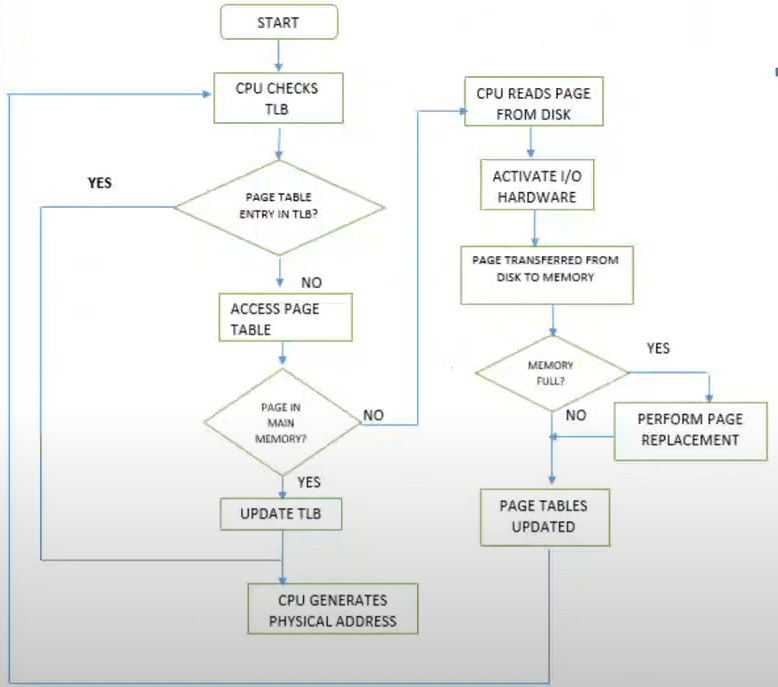 START
CPU CHECKS
TLB
YES
PAGE TABLE
ENTRY IN TLB?
NO
ACCESS PAGE
TABLE
PAGE IN
MAIN
MEMORY?
NO
YES
UPDATE TLB
CPU GENERATES
PHYSICAL ADDRESS
CPU READS PAGE
FROM DISK
ACTIVATE I/O
HARDWARE
PAGE TRANSFERRED FROM
DISK TO MEMORY
MEMORY
FULL?
YES
NO
PERFORM PAGE
REPLACEMENT
PAGE TABLES
UPDATED